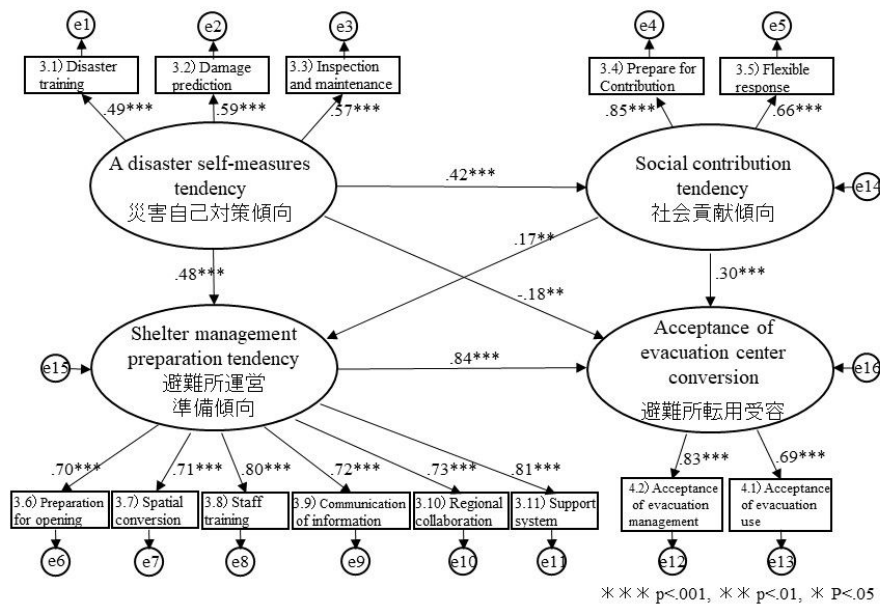 e1
e2
e3
e4
e5
3.1) Disaster
training
3.2) Damage
prediction
3.3) Inspection
and maintenance
3.4) Prepare for
Contribution
3.5) Flexible
response
.49***
.59***
.57***
.85***
.66***
A disaster self-measures
tendency
災害自己対策傾向
.42***
Social contribution
tendency
社会貢献傾向
e14
.48***
.17**
-.18**
.30***
e15
Shelter management
preparation tendency
避難所運営
準備傾向
.84***
Acceptance of
evacuation center
conversion
避難所転用受容
e16
.70***
.71***
.80***
.72***
.73***
.81***
.83***
.69***
3.6) Preparation
for opening
3.7) Spatial
conversion
3.8) Staff
training
3.9) Communication
of information
3.10) Regional
collaboration
3.11) Support
system
4.2) Acceptance
of evacuation
management
4.1) Acceptance
of evacuation
use
e6
e7
e8
e9
e10
e11
e12
e13
＊＊＊ p<.001, ＊＊ p<.01, ＊ P<.05